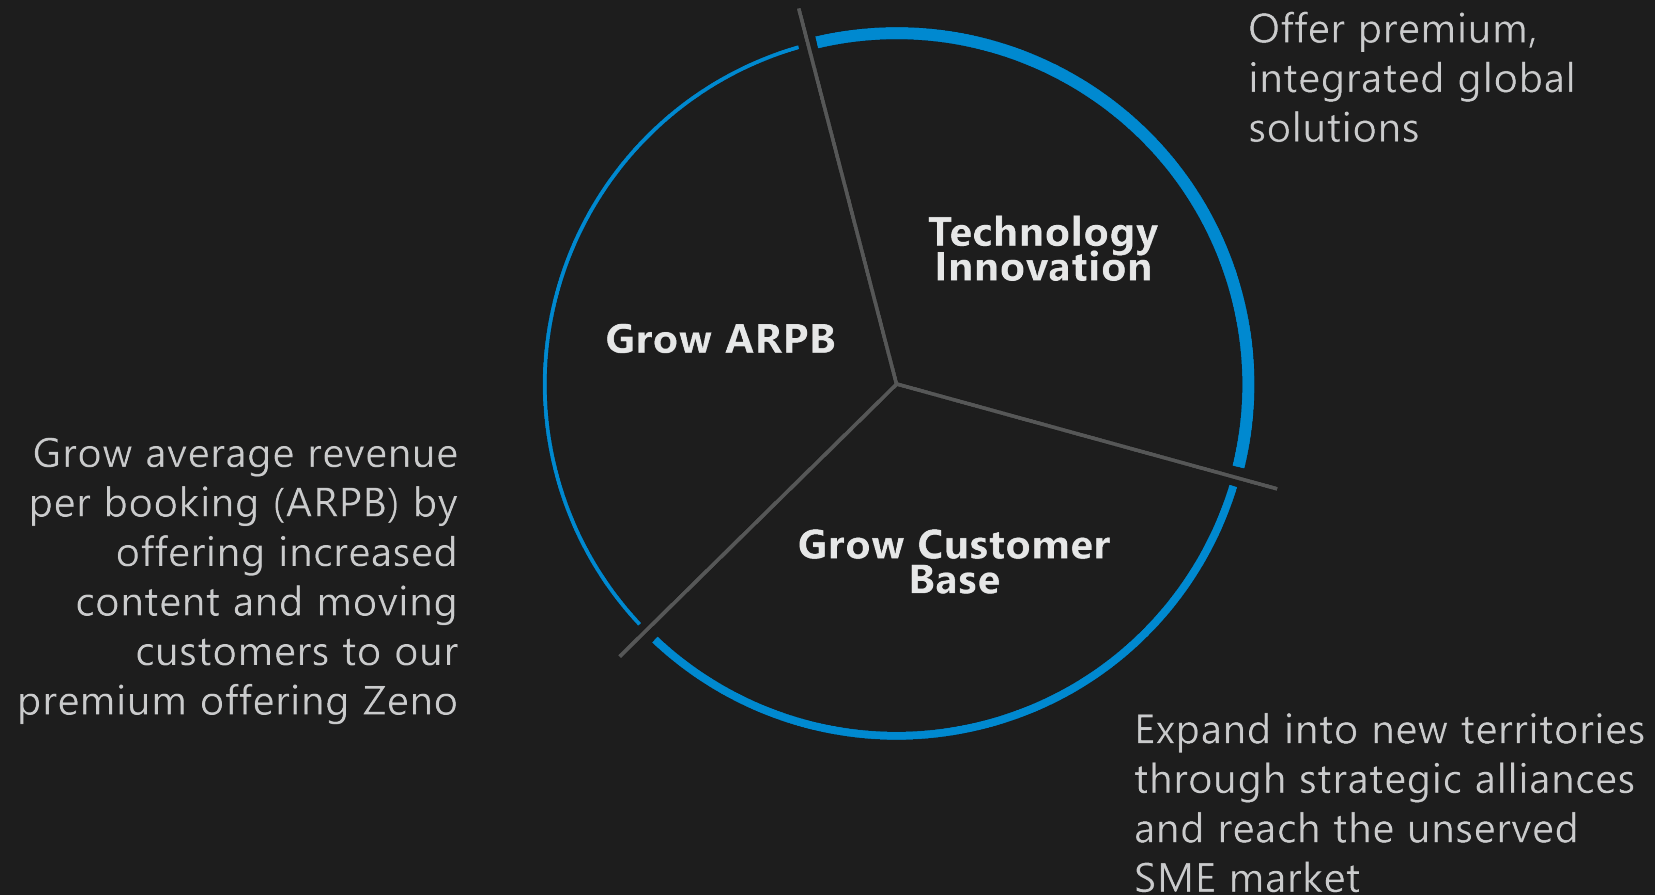 Offer premium,
integrated global
solutions
Technology
Innovation
Grow ARPB
Grow average revenue
per booking (ARPB) by
offering increased
content and moving
customers to our
premium offering Zeno
Grow Customer
Base
Expand into new territories
through strategic alliances
and reach the unserved
SME market